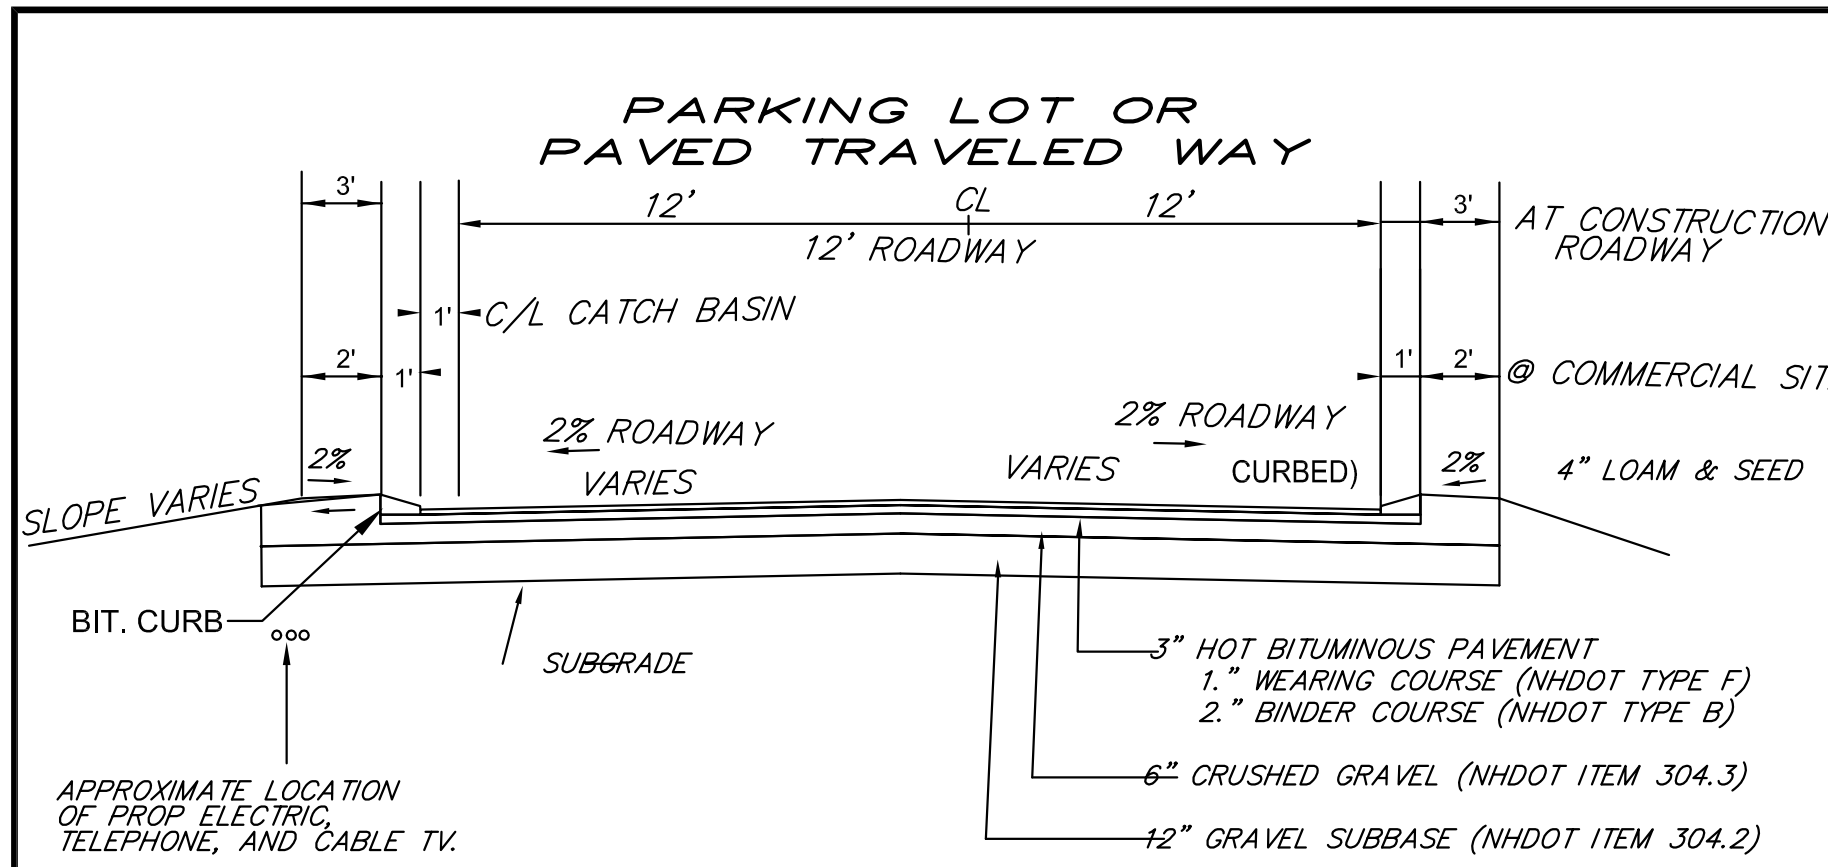 PARKING LOT OR
PAVED TRAVELED WAY
3'
12'
CL
12'
3'
AT CONSTRUCTION
ROADWAY
12' ROADWAY
1'
C/L CATCH BASIN
2'
1'
1'
2'
@ COMMERCIAL
2% ROADWAY
2% ROADWAY
2%
VARIES
VARIES
CURBED)
2%
4" LOAM & SEED
SLOPE VARIES
BIT. CURB
SUBGRADE
3" HOT BITUMINOUS PAVEMENT
1." WEARING COURSE (NHDOT TYPE F)
2." BINDER COURSE (NHDOT TYPE B)
6" CRUSHED GRAVEL (NHDOT ITEM 304.3)
12" GRAVEL SUBBASE (NHDOT ITEM 304.2)
APPROXIMATE LOCATION
OF PROP ELECTRIC,
TELEPHONE, AND CABLE TV.